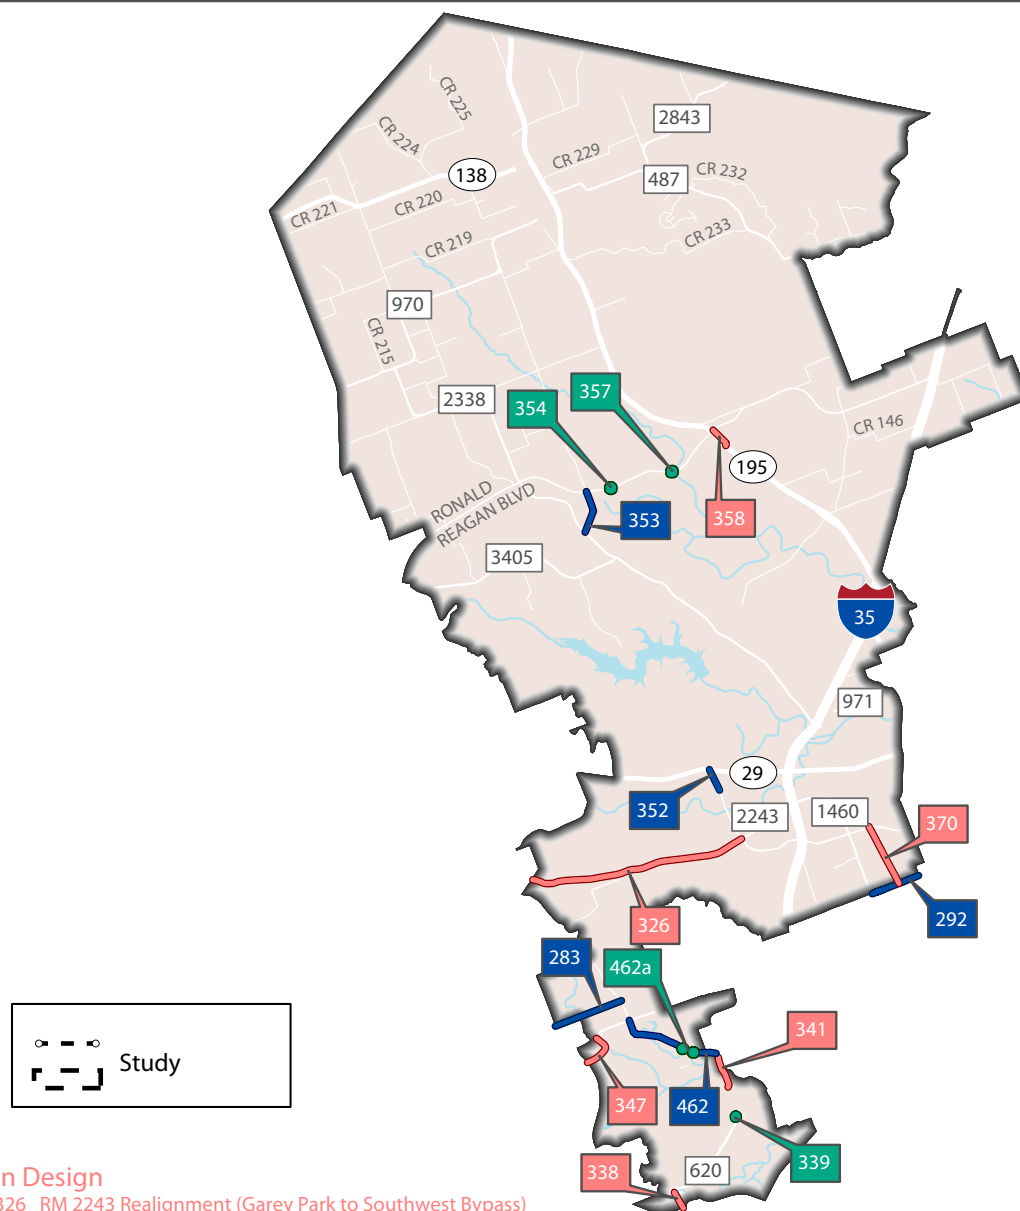 CR 225
2843
CR 224
CR 229
138
487
CR 232
CR 221
CR 220
CR 233
CR 219
970
CR 215
357
2338
354
CR 146
195
RONALD
REAGAN BLVD
353
358
3405
35
971
29
352
2243
1460
370
326
292
283
462a
341
Study
347
462
339
338
620
n Design
326 RM 2243 Realignment (Garey Park to Southwest Bypass)